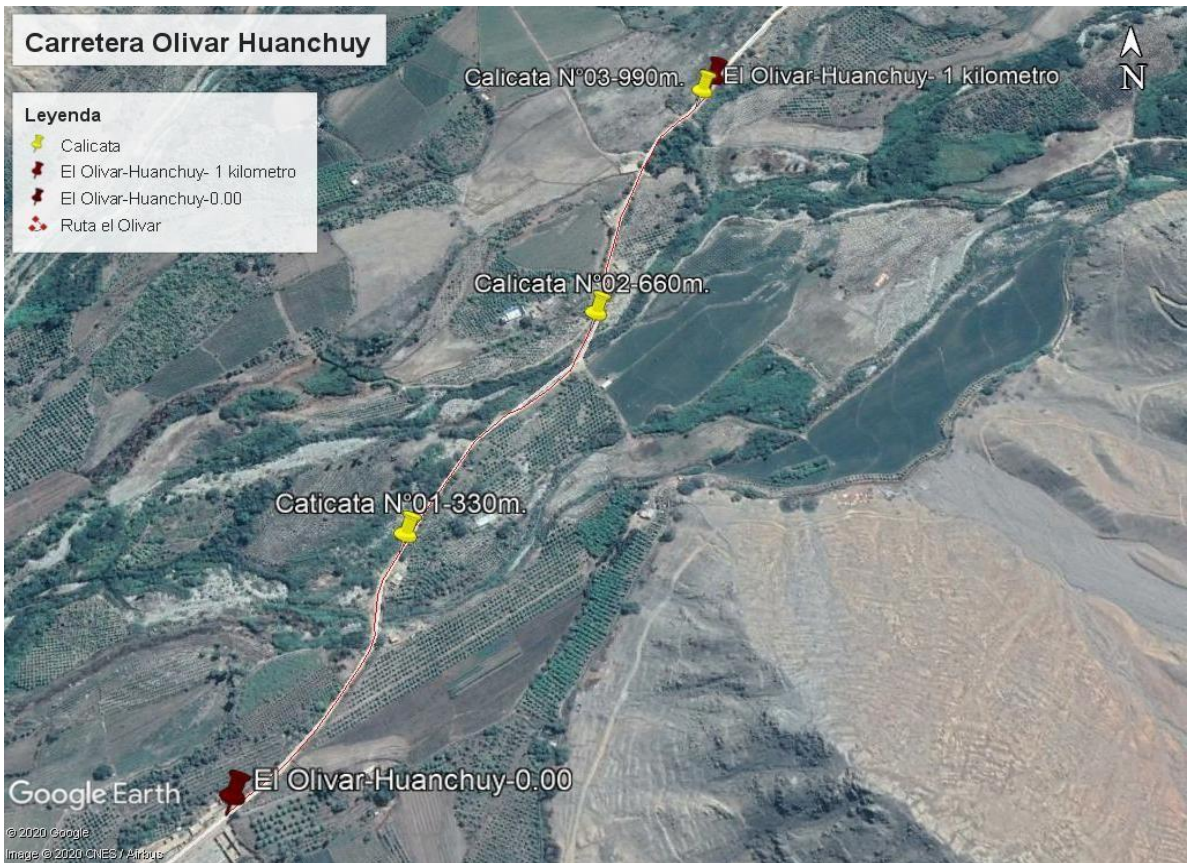 Carretera Olivar Huanchuy
Leyenda
Calicata
El Olivar-Huanchuy- 1 kilometro
El Olivar-Huanchuy-0.00
Ruta el Olivar
N
Calicata N°03-990m.
El Olivar-Huanchuy- 1 kilometro
Calicata N°02-660m.
Caticata N°01-330m.
El Olivar-Huanchuy-0.00
Google Earth
© 2020 Google
Image © 2020 CNES / Airbus